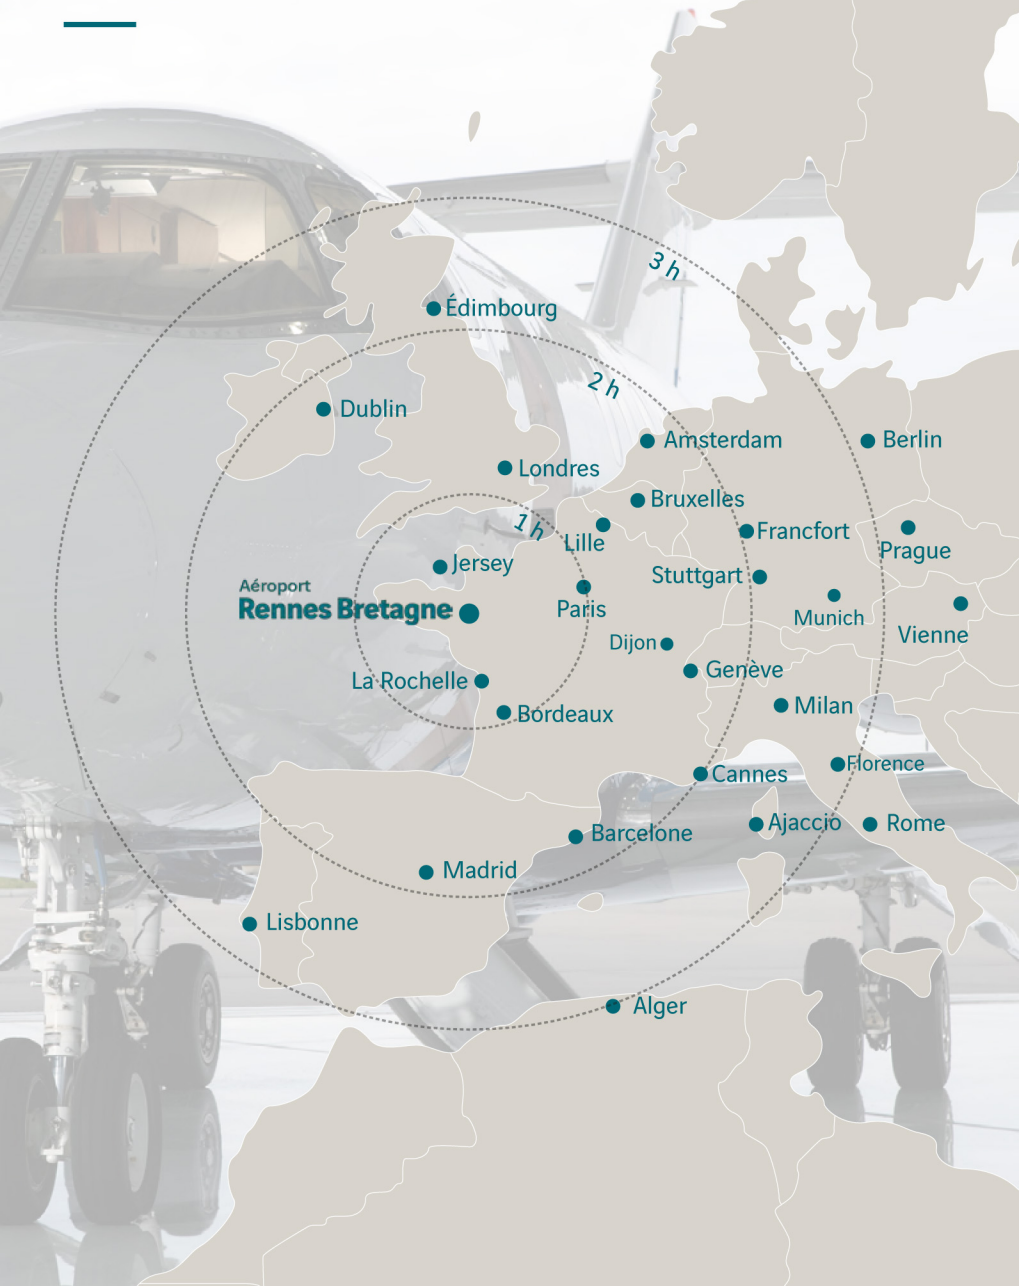 3 h
Édimbourg
2 h
Dublin
Amsterdam
Berlin
Londres
Bruxelles
1 h
Francfort
Lille
Prague
Jersey
Stuttgart
Aéroport
Rennes Bretagne
Paris
Munich
Vienne
Dijon
Genève
La Rochelle
Milan
Bordeaux
Florence
Cannes
Ajaccio
Rome
Barcelone
Madrid
Lisbonne
Alger